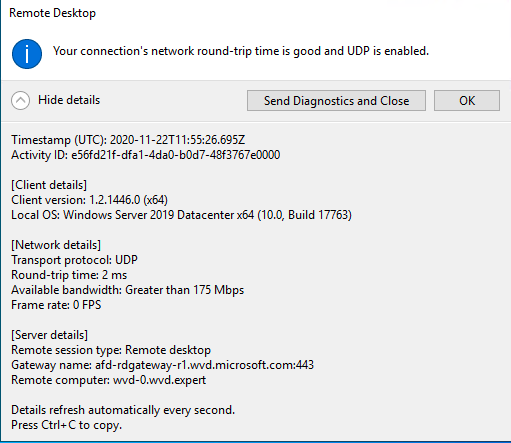 Remote Desktop
Your connection's network round-trip time is good and UDP is enabled.
Hide details
Send Diagnostics and Close
OK
Timestamp (UTC): 2020-11-22T11:55:26.695Z
Activity ID: e56fd21f-dfa1-4da0-b0d7-48f3767e0000
[Client details]
Client version: 1.2.1446.0 (x64)
Local OS: Windows Server 2019 Datacenter x64 (10.0, Build 17763)
[Network details]
Transport protocol: UDP
Round-trip time: 2 ms
Available bandwidth: Greater than 175 Mbps
Frame rate: 0 FPS
[Server details]
Remote session type: Remote desktop
Gateway name: afd-rdgateway-r1.wvd.microsoft.com:443
Remote computer: wvd-0.wvd.expert
Details refresh automatically every second.
Press Ctrl+C to copy.